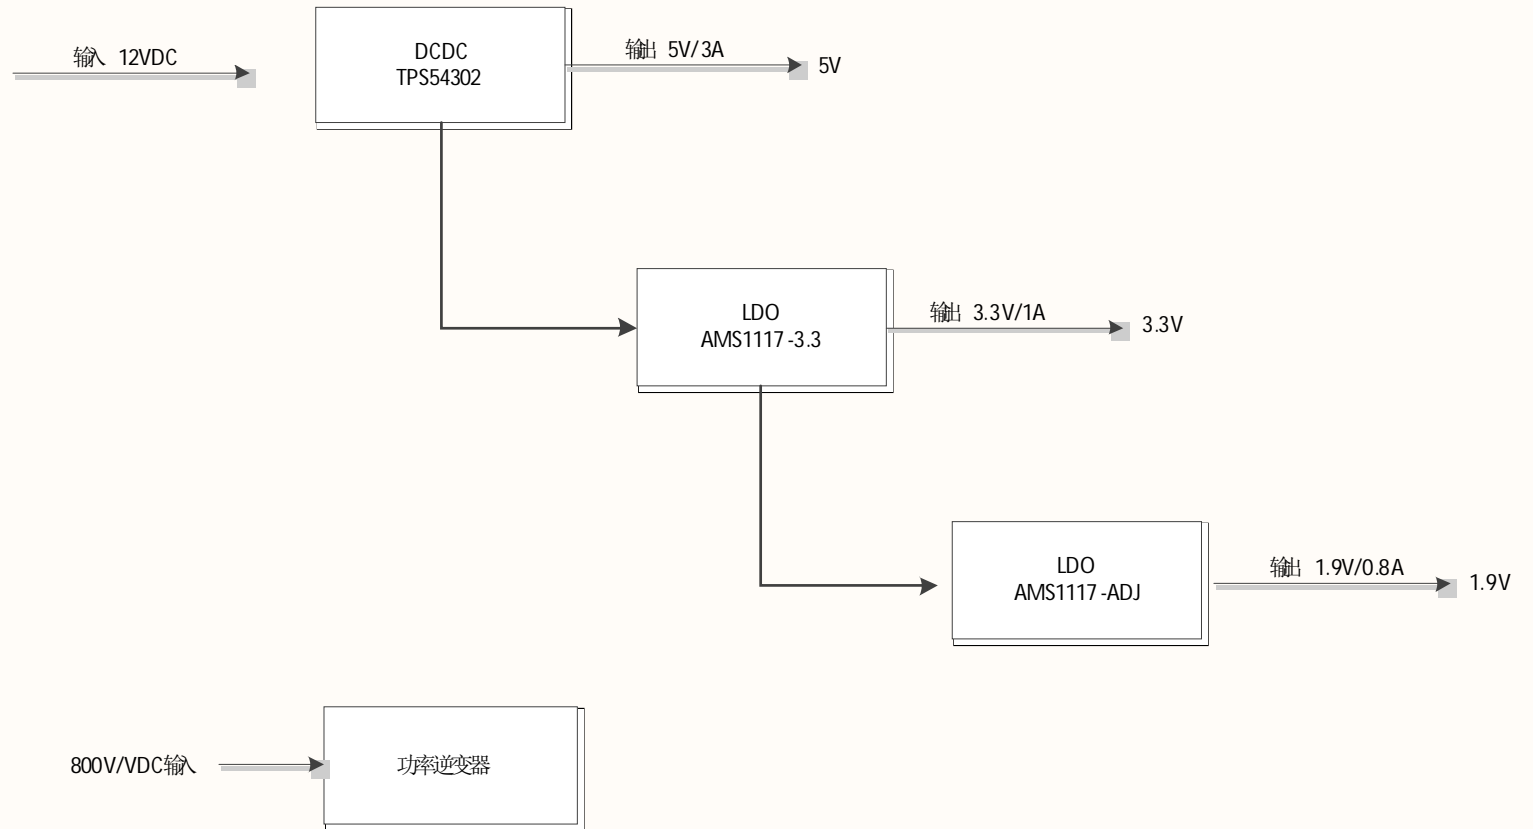 输入 12VDC
DCDC
TPS54302
输出 5V/3A
5V
LDO
AMS1117-3.3
输出 3.3V/1A
3.3V
LDO
AMS1117-ADJ
输出 1.9V/0.8A
1.9V
800V/VDC输入
功率逆变器